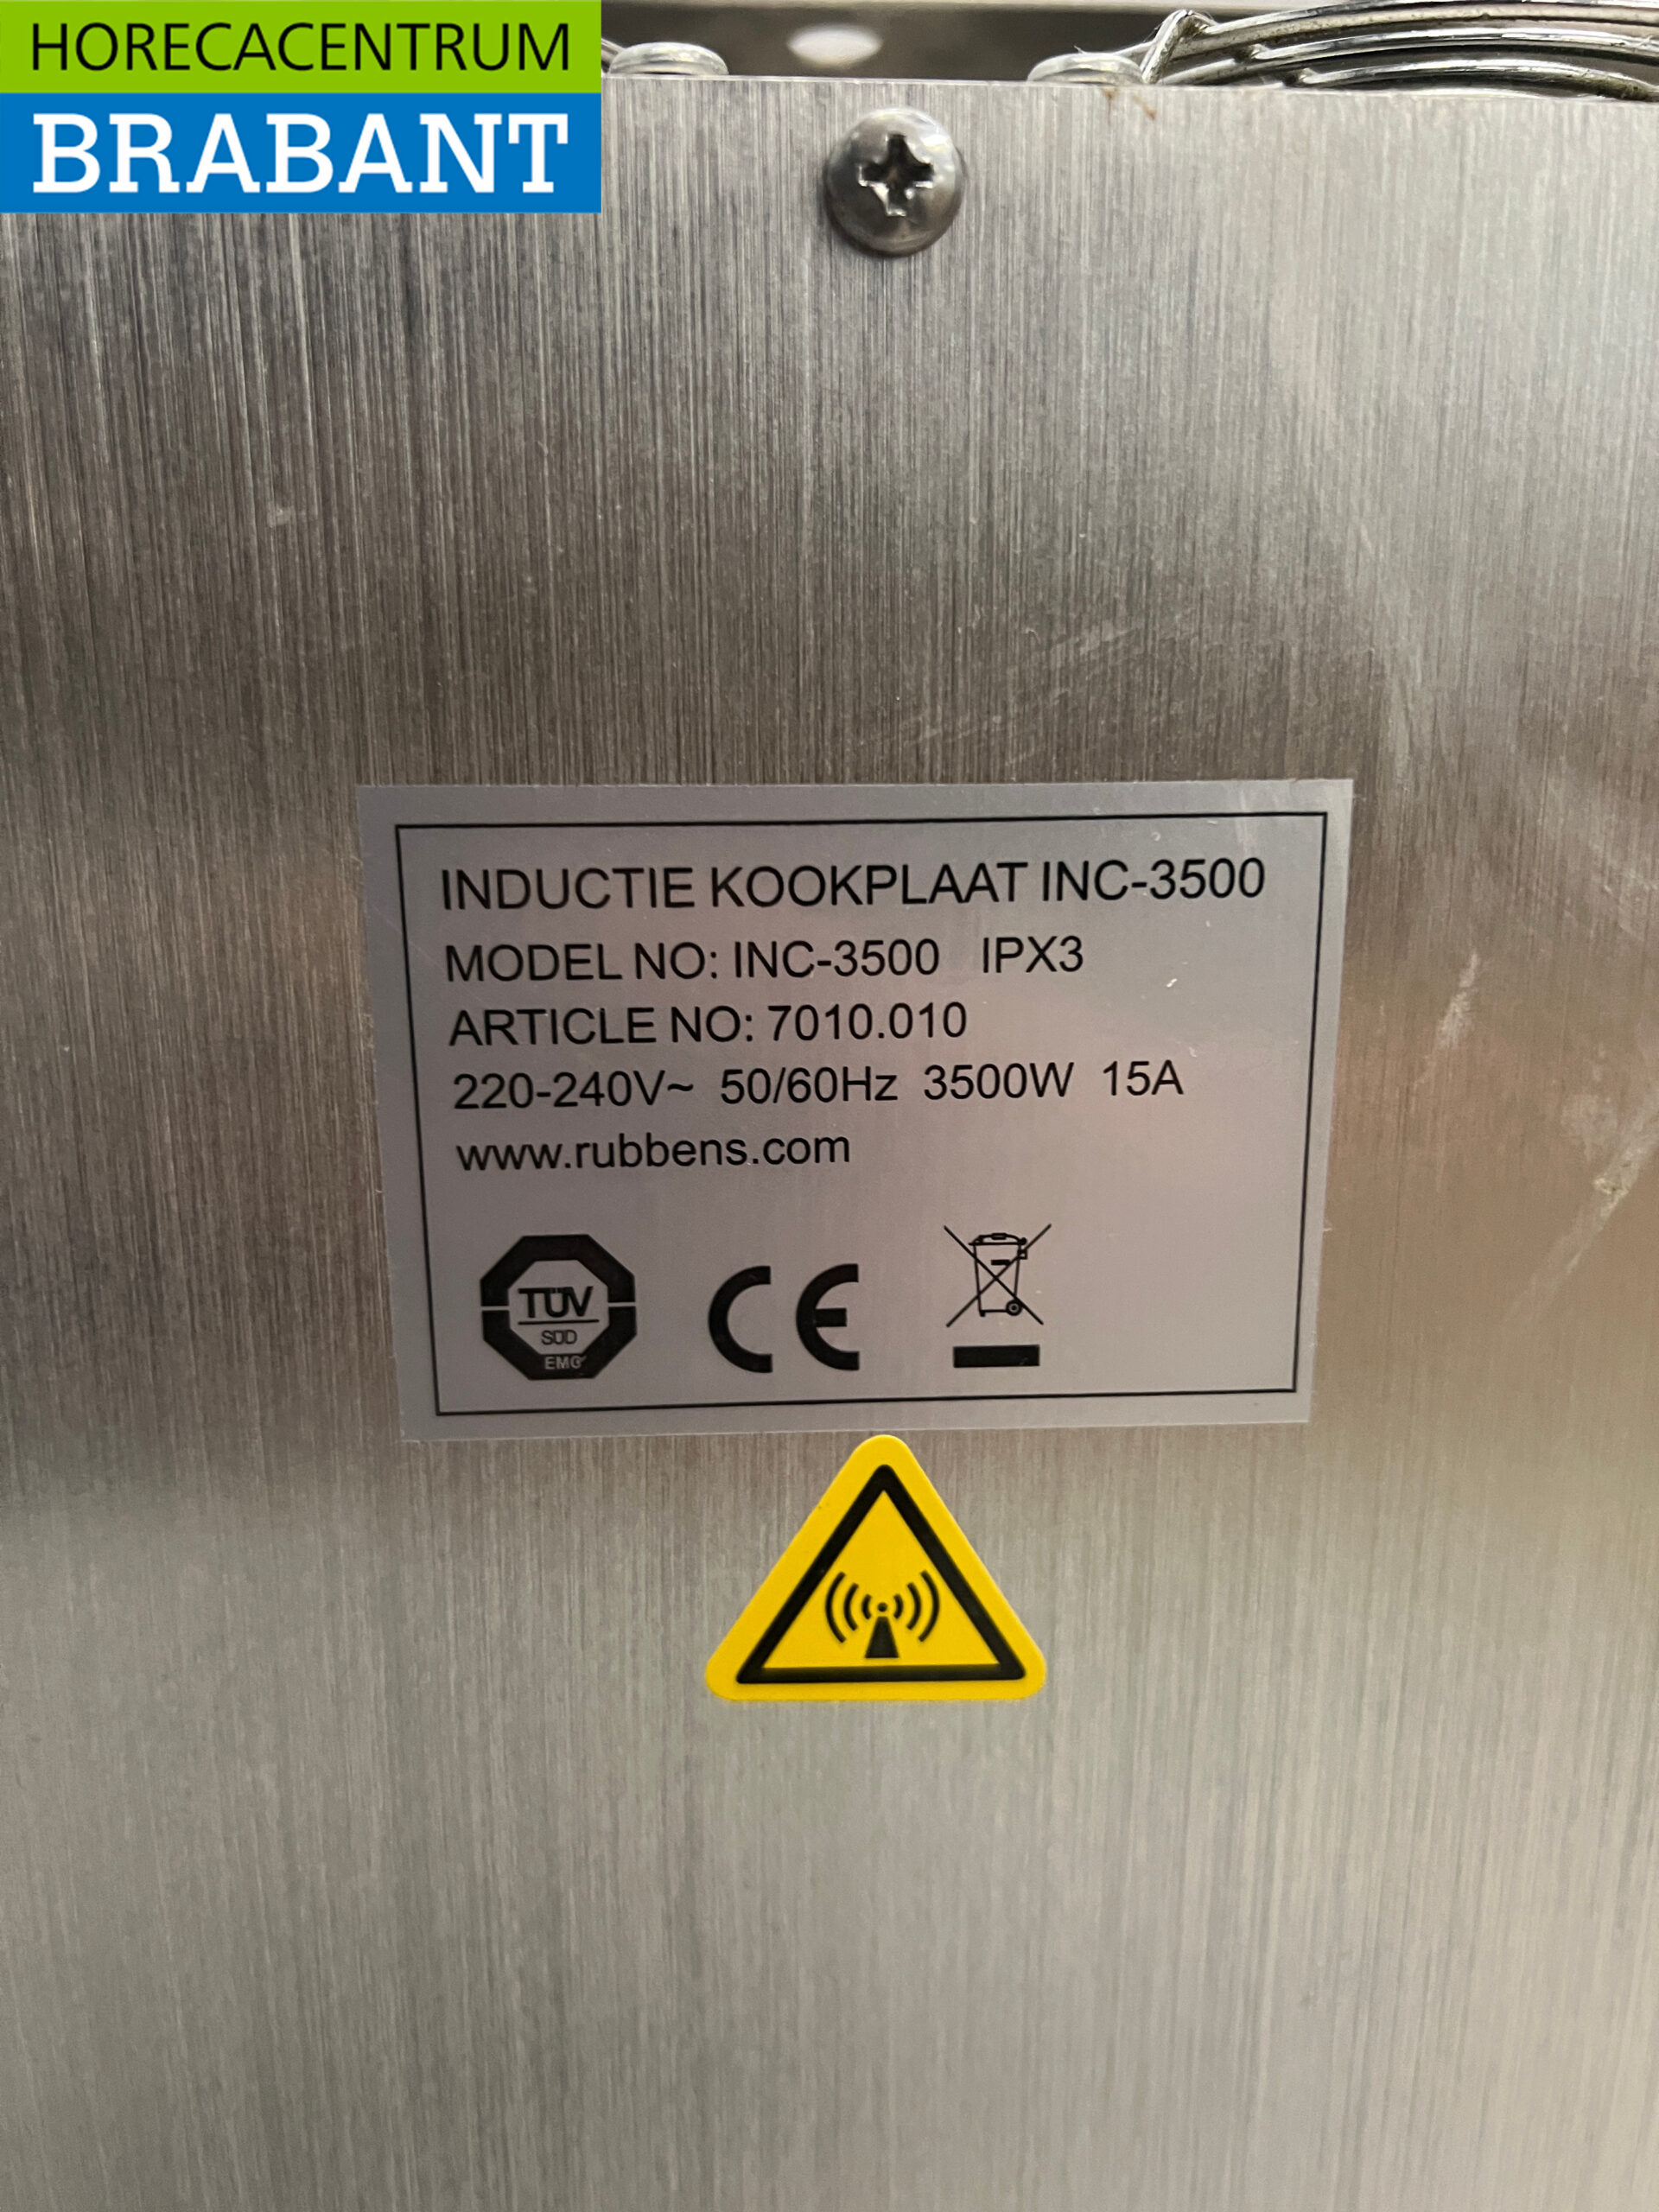 HORECACENTRUM
BRABANT
INDUCTIE KOOKPLAAT INC-3500
MODEL NO: INC-3500 IPX3
ARTICLE NO: 7010.010
220-240V~ 50/60Hz 3500W 15A
www.rubbens.com
TÜV
SÜD
EMC
CE